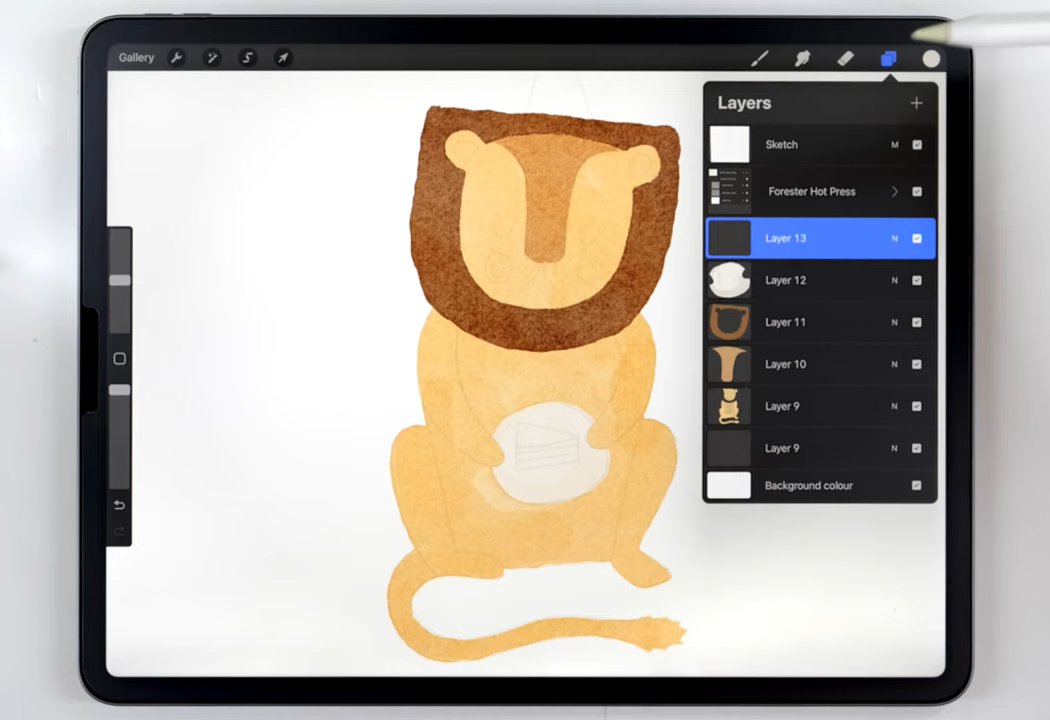 Gallery
Layers
Sketch M
Forester Hot Press
Layer 13 N
Layer 12 N
Layer 11 N
Layer 10 N
Layer 9 N
Layer 9 N
Background colour